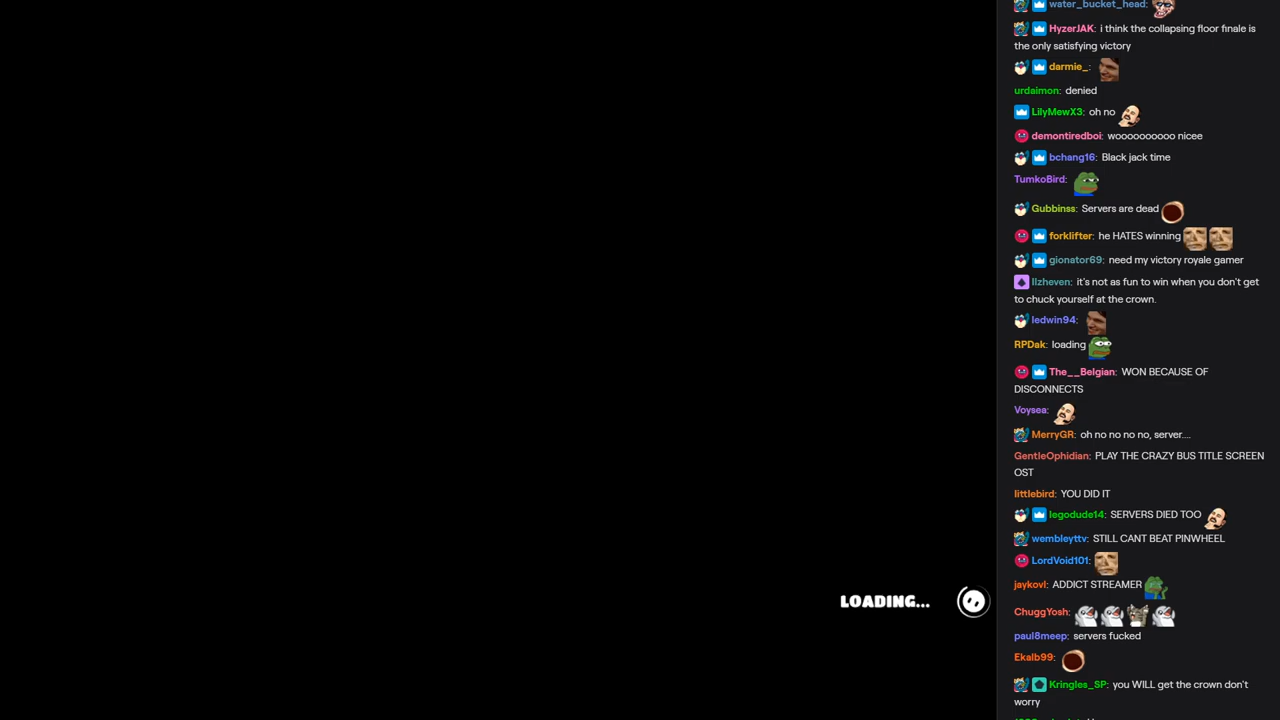 water_bucket_head:
HyzerJAK: i think the collapsing floor finale is
the only satisfying victory
darmie_:
urdaimon: denied
LilyMewX3: oh no
demontiredboi: woooooooooo nicee
bchang16: Black jack time
TumkoBird:
Gubbinss: Servers are dead
forklifter: he HATES winning
gionator69: need my victory royale gamer
llzheven: it's not as fun to win when you don't get
to chuck yourself at the crown.
ledwin94:
RPDak: loading
The__Belgian: WON BECAUSE OF
DISCONNECTS
Voysea:
MerryGR: oh no no no no, server....
GentleOphidian: PLAY THE CRAZY BUS TITLE SCREEN
OST
littlebird: YOU DID IT
legodude14: SERVERS DIED TOO
wembleyttv: STILL CANT BEAT PINWHEEL
LordVoid101:
jaykovl: ADDICT STREAMER
LOADING...
ChuggYosh:
paul8meep: servers fucked
Ekalb99:
Kringles_SP: you WILL get the crown don't
worry